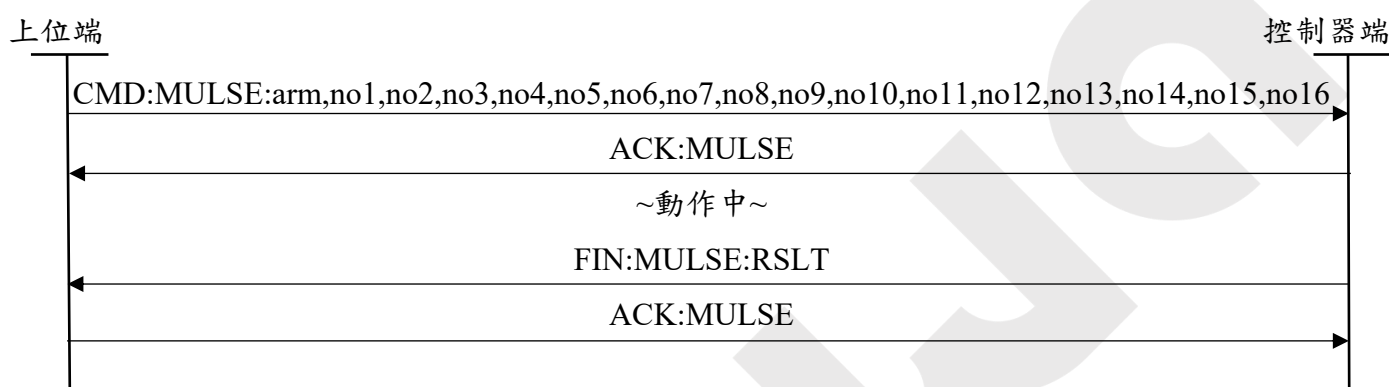 上位端 控制器端
CMD:MULSE:arm,no1,no2,no3,no4,no5,no6,no7,no8,no9,no10,no11,no12,no13,no14,no15,no16
ACK:MULSE
~動作中~
FIN:MULSE:RSLT
ACK:MULSE